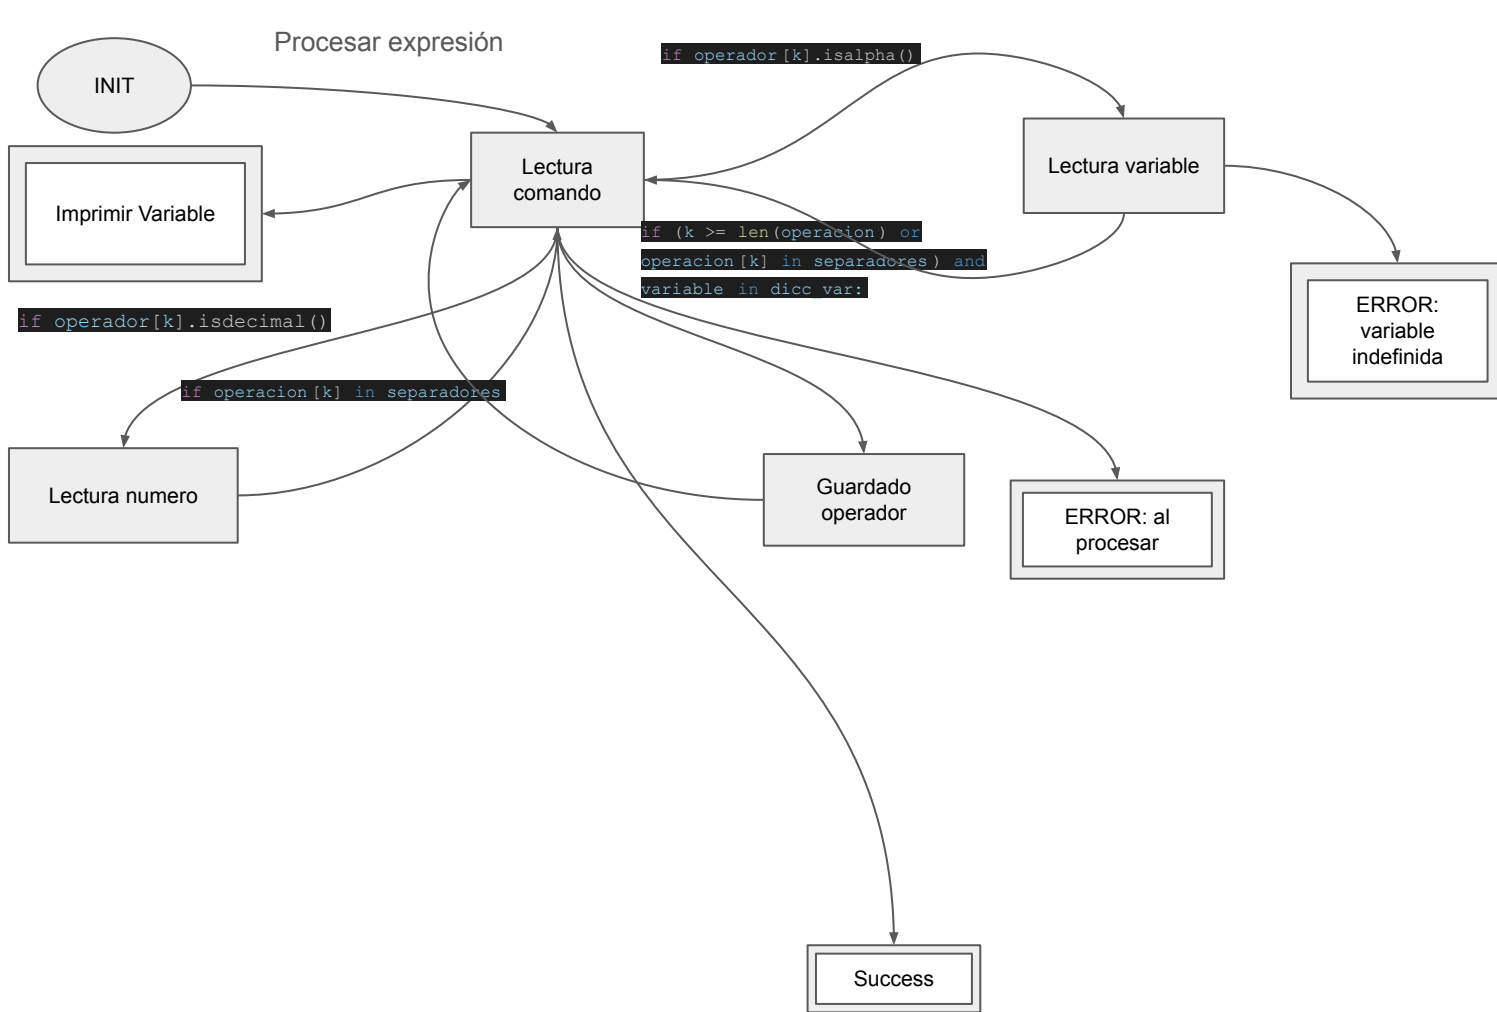 Procesar expresión
if operador[k].isalpha()
INIT
Lectura
comando
Lectura variable
Imprimir Variable
if (k >= len(operacion) or
operacion[k] in separadores) and
variable in dicc_var:
ERROR:
variable
indefinida
if operador[k].isdecimal()
if operacion[k] in separadores
Lectura numero
Guardado
operador
ERROR: al
procesar
Success